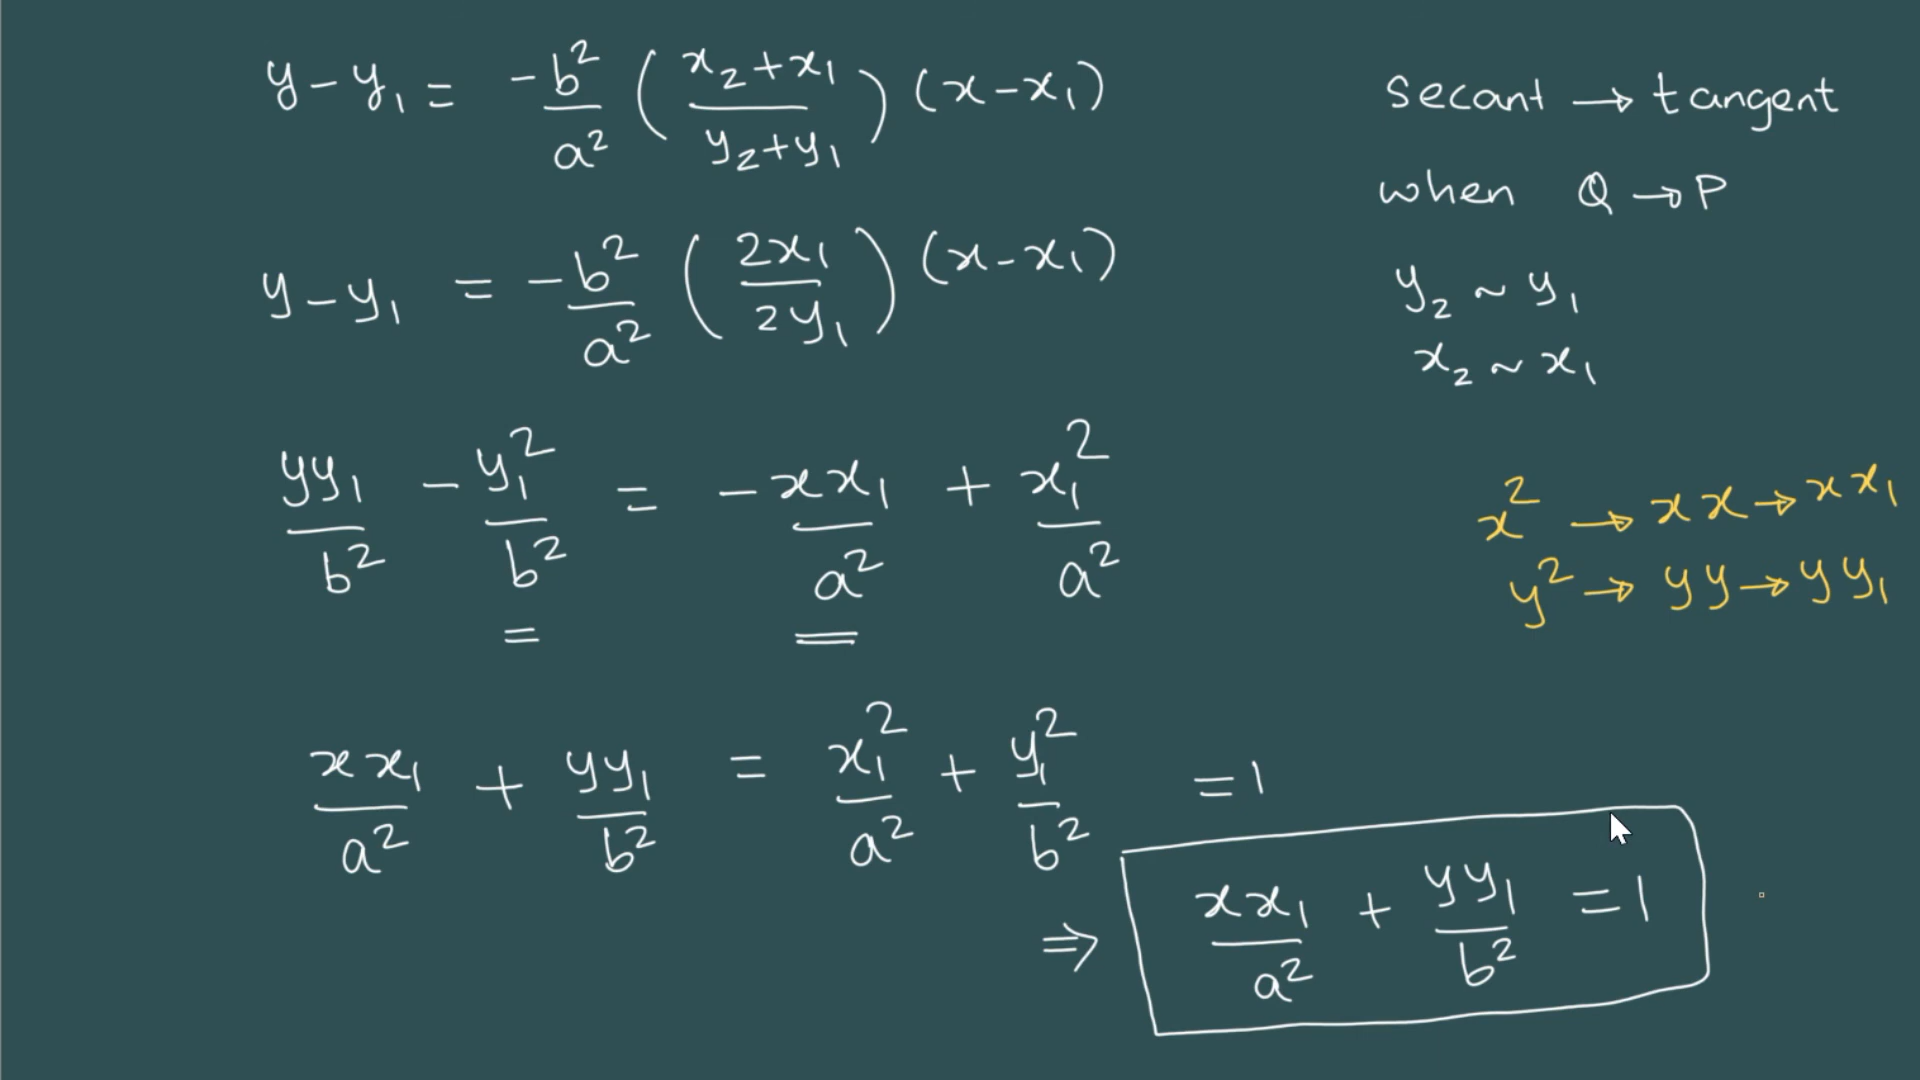 y - y₁ = -b²/a² ( (x₂+x₁)/(y₂+y₁) ) (x-x₁)
secant → tangent
when Q → P
y - y₁ = -b²/a² ( 2x₁/2y₁ ) (x-x₁)
y₂ ~ y₁
x₂ ~ x₁
yy₁/b² - y₁²/b² = -xx₁/a² + x₁²/a²
x² → xx → xx₁
y² → yy → yy₁
xx₁/a² + yy₁/b² = x₁²/a² + y₁²/b² = 1
⇒ xx₁/a² + yy₁/b² = 1